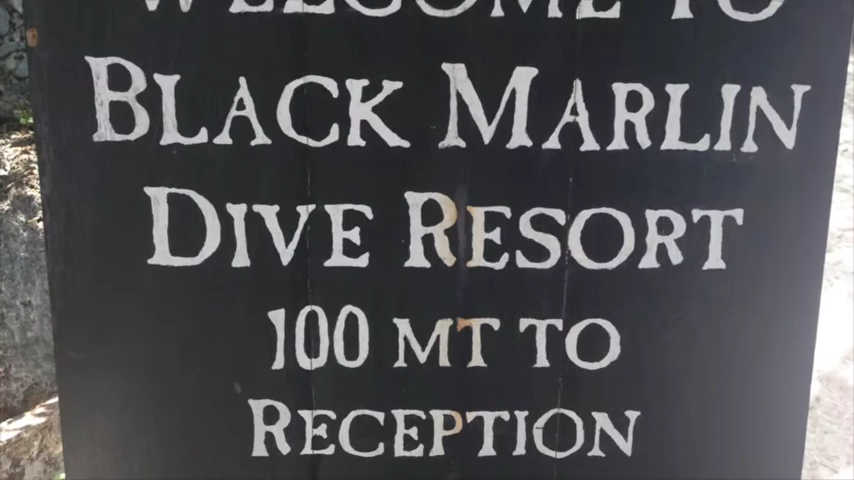 WELCOME TO
BLACK MARLIN
DIVE RESORT
100 MT TO
RECEPTION